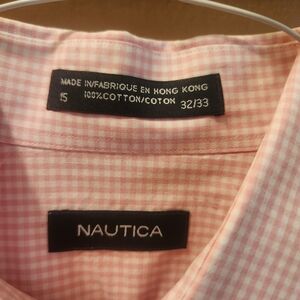 MADE IN/FABRIQUE EN HONG KONG
15 100%COTTON/COTON 32/33
NAUTICA